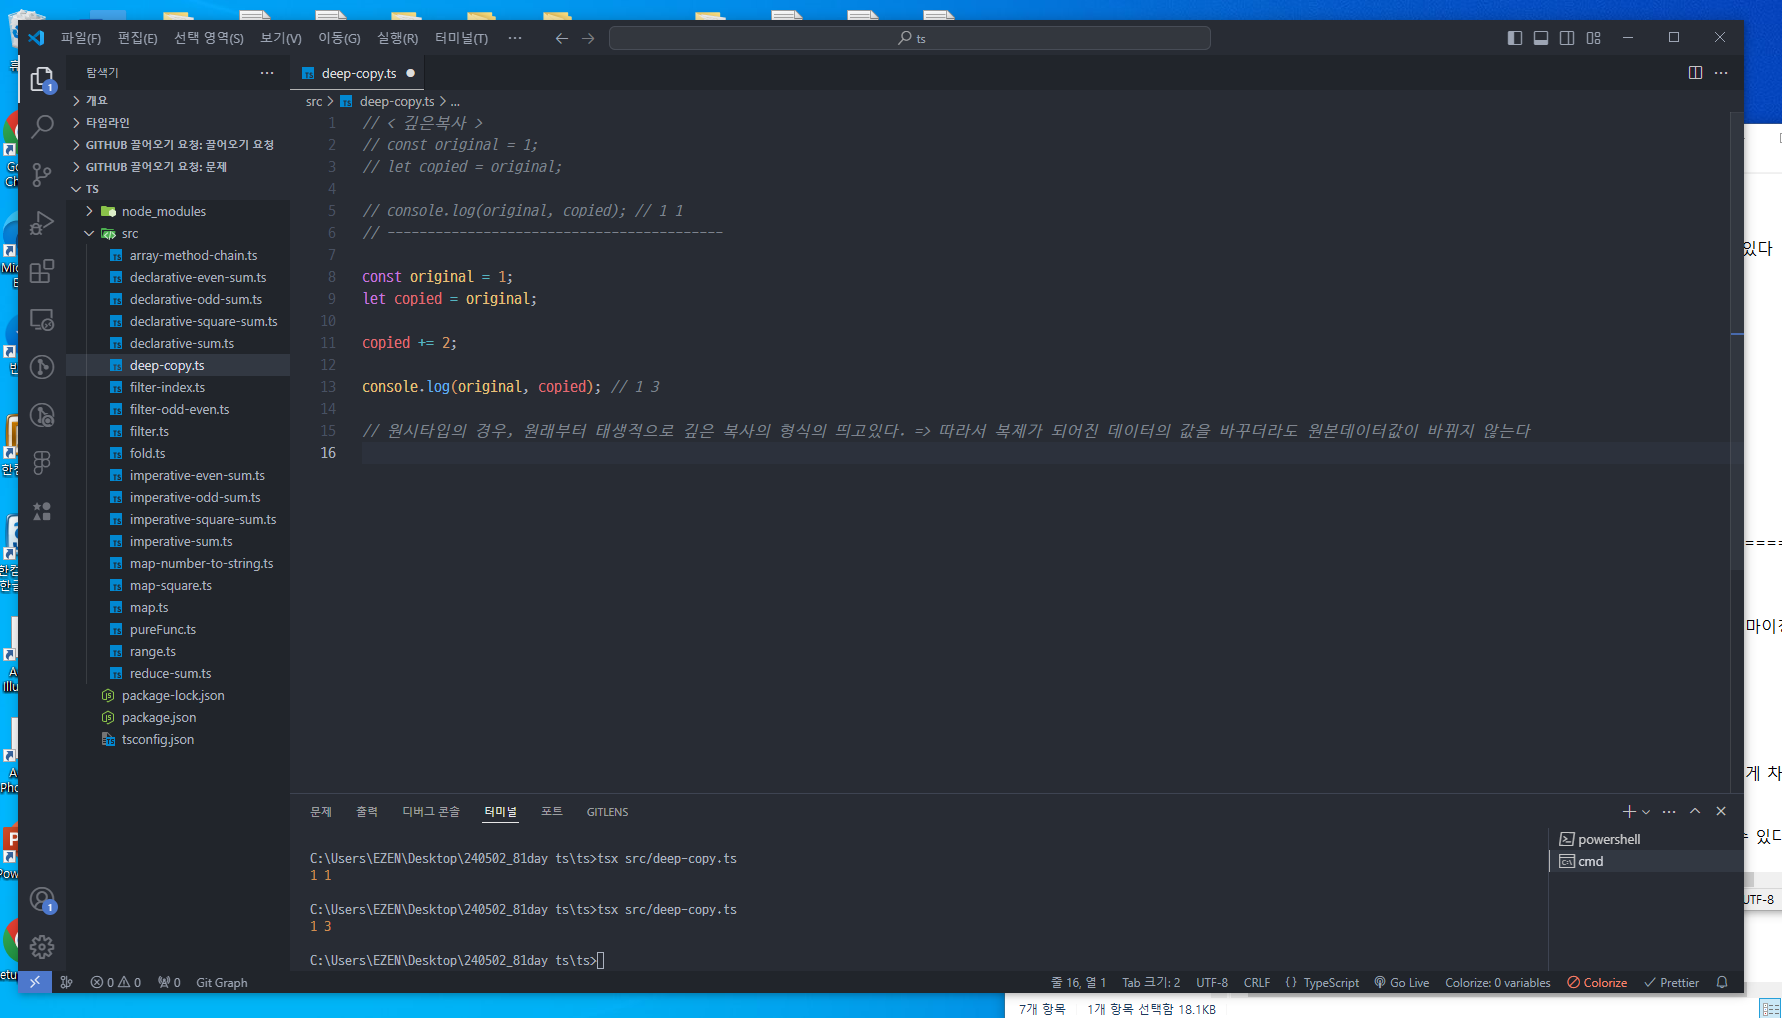 파일(F) 편집(E) 선택 영역(S) 보기(V) 이동(G) 실행(R) 터미널(T) ··· ts
탐색기 ···
deep-copy.ts
개요
타임라인
GITHUB 끌어오기 요청: 끌어오기 요청
GITHUB 끌어오기 요청: 문제
TS
node_modules
src
array-method-chain.ts
declarative-even-sum.ts
declarative-odd-sum.ts
declarative-square-sum.ts
declarative-sum.ts
deep-copy.ts
filter-index.ts
filter-odd-even.ts
filter.ts
fold.ts
imperative-even-sum.ts
imperative-odd-sum.ts
imperative-square-sum.ts
imperative-sum.ts
map-number-to-string.ts
map-square.ts
map.ts
pureFunc.ts
range.ts
reduce-sum.ts
package-lock.json
package.json
tsconfig.json
src > deep-copy.ts > ...
1 // < 깊은복사 >
2 // const original = 1;
3 // let copied = original;
4
5 // console.log(original, copied); // 1 1
6 // ------------------------------------------
7
8 const original = 1;
9 let copied = original;
10
11 copied += 2;
12
13 console.log(original, copied); // 1 3
14
15 // 원시타입의 경우, 원래부터 태생적으로 깊은 복사의 형식의 띄고있다. => 따라서 복제가 되어진 데이터의 값을 바꾸더라도 원본데이터값이 바뀌지 않는다
16
문제 출력 디버그 콘솔 터미널 포트 GITLENS
C:\Users\EZEN\Desktop\240502_81day ts\ts>tsx src/deep-copy.ts
1 1
C:\Users\EZEN\Desktop\240502_81day ts\ts>tsx src/deep-copy.ts
1 3
C:\Users\EZEN\Desktop\240502_81day ts\ts>
powershell
cmd
0 0 0 Git Graph
줄 16, 열 1 Tab 크기: 2 UTF-8 CRLF {} TypeScript Go Live Colorize: 0 variables Colorize Prettier
있다
====
마이
게 차
있다
UTF-8
7개 항목 1개 항목 선택함 18.1KB